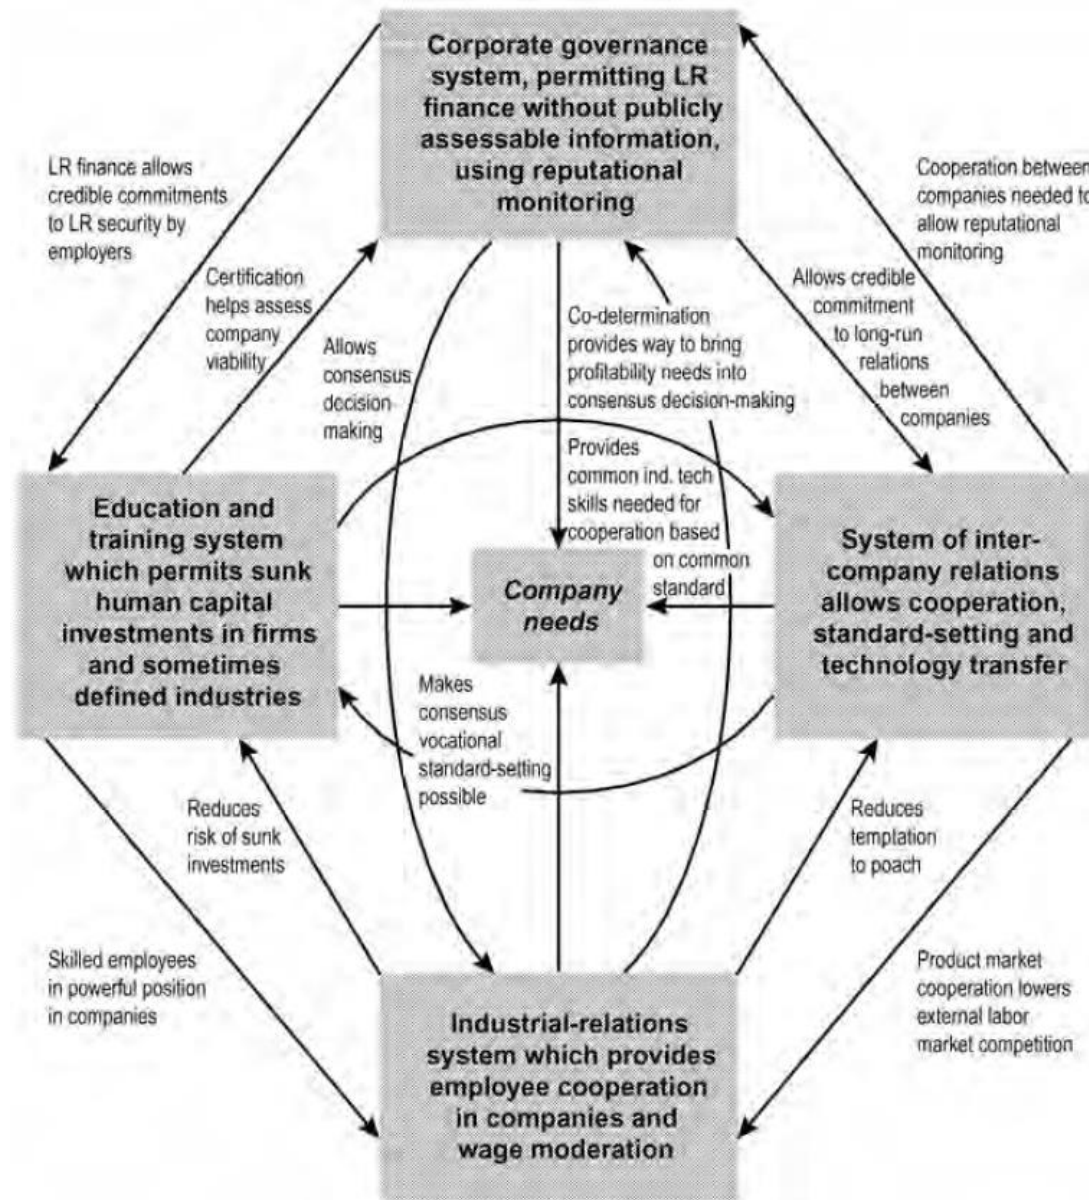 Corporate governance
system, permitting LR
finance without publicly
assessable information,
using reputational
monitoring
LR finance allows
credible commitments
to LR security by
employers
Cooperation between
companies needed to
allow reputational
monitoring
Certification
helps assess
company
viability
Allows
consensus
decision-
making
Co-determination
provides way to bring
profitability needs into
consensus decision-making
Allows credible
commitment
to long-run
relations
between
companies
Provides
common ind. tech
skills needed for
cooperation based
on common
standard
Education and
training system
which permits sunk
human capital
investments in firms
and sometimes
defined industries
Company
needs
System of inter-
company relations
allows cooperation,
standard-setting and
technology transfer
Makes
consensus
vocational
standard-setting
possible
Reduces
risk of sunk
investments
Reduces
temptation
to poach
Skilled employees
in powerful position
in companies
Product market
cooperation lowers
external labor
market competition
Industrial-relations
system which provides
employee cooperation
in companies and
wage moderation